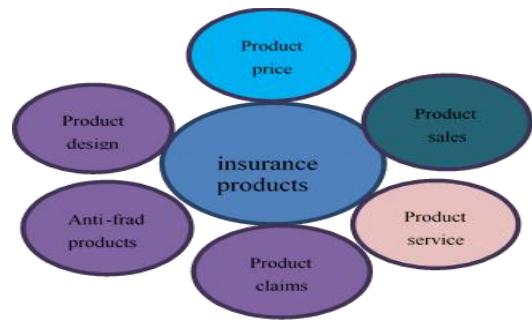 Product
price
Product
design
Product
sales
insurance
products
Anti-frad
products
Product
service
Product
claims